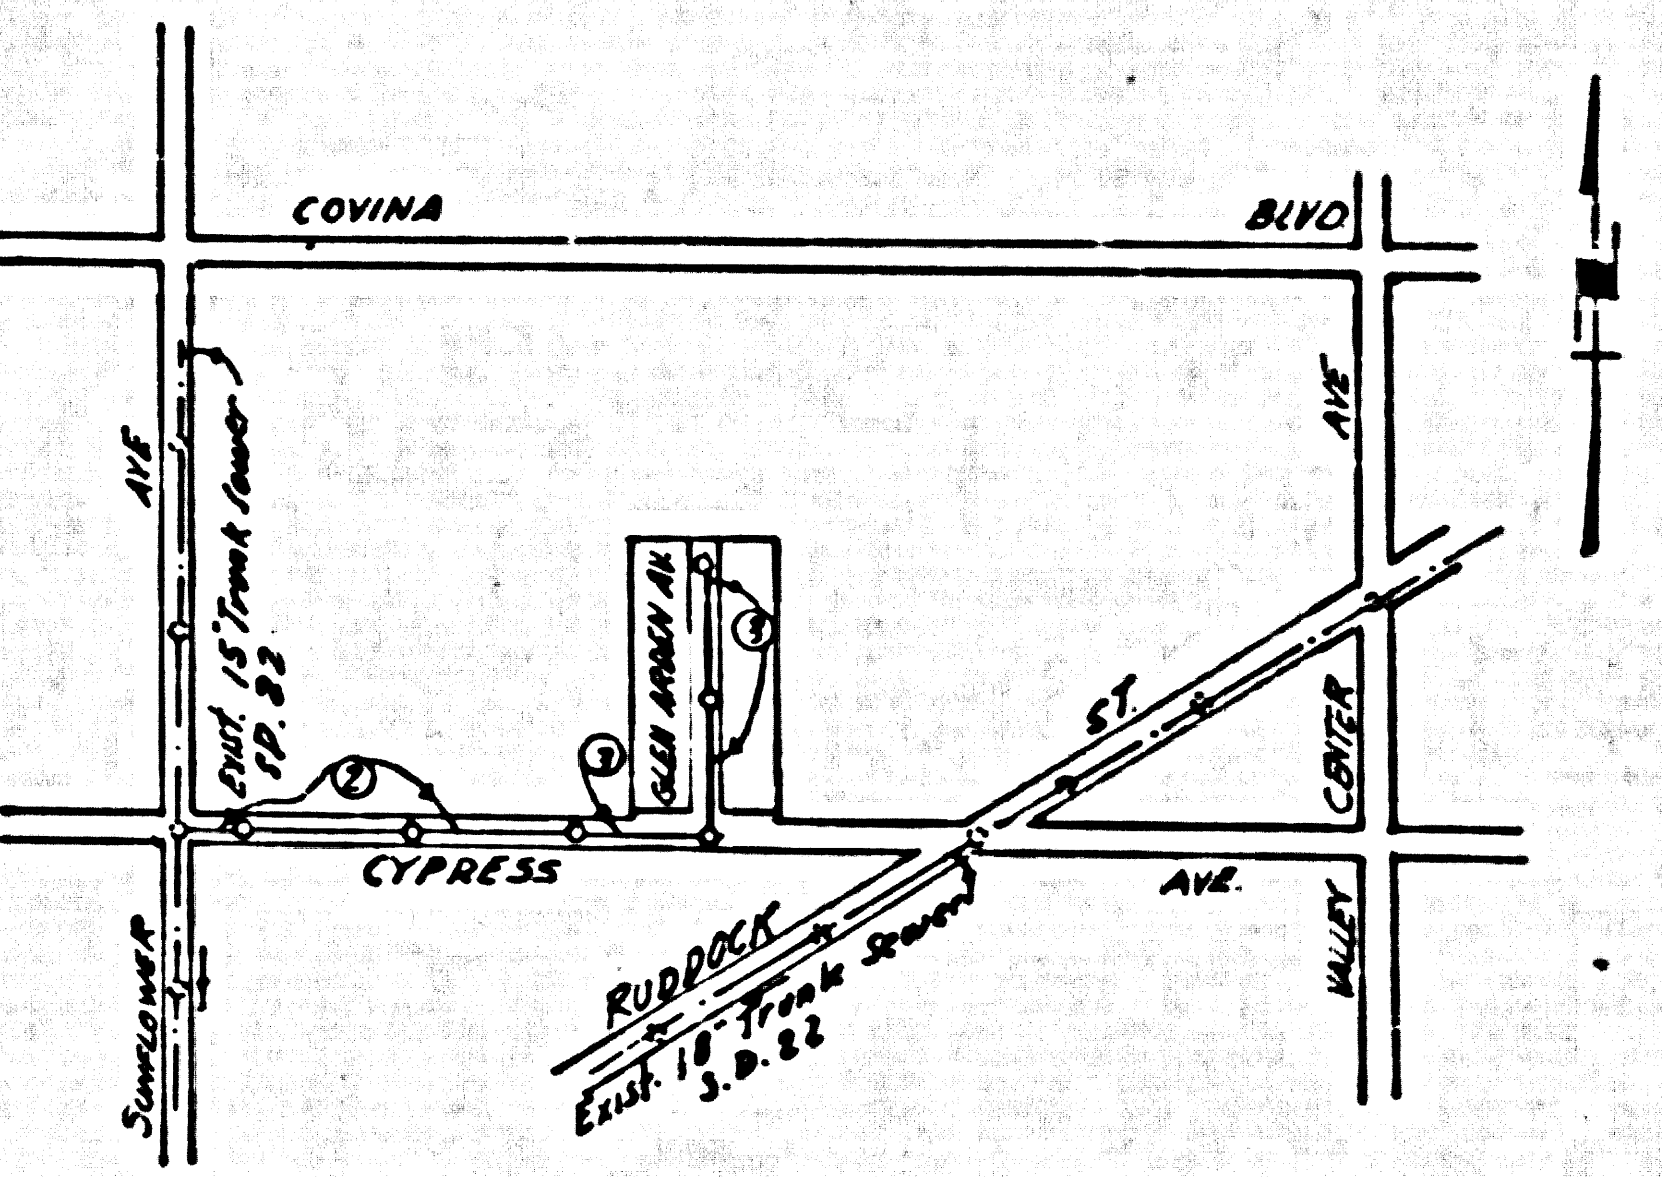 COVINA BLVD
AVE
AVE
EXIST. 15" Trunk Sewer
S.D. 22
GLEN ARDEN AV.
2
3
ST.
CENTER
CYPRESS AVE.
SUNFLOWER
RUDDOCK
VALLEY
Exist. 18" Trunk Sewer
S.D. 22